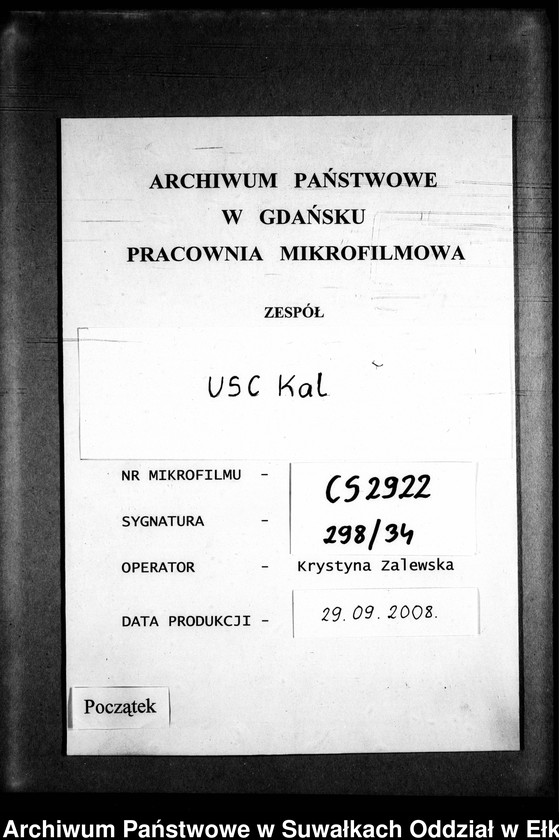 ARCHIWUM PAŃSTWOWE
W GDAŃSKU
PRACOWNIA MIKROFILMOWA
ZESPÓŁ
USC Kal
NR MIKROFILMU - CS2922
SYGNATURA - 298/34
OPERATOR - Krystyna Zalewska
DATA PRODUKCJI - 29.09.2008.
Początek
Archiwum Państwowe w Suwałkach Oddział w Ełk